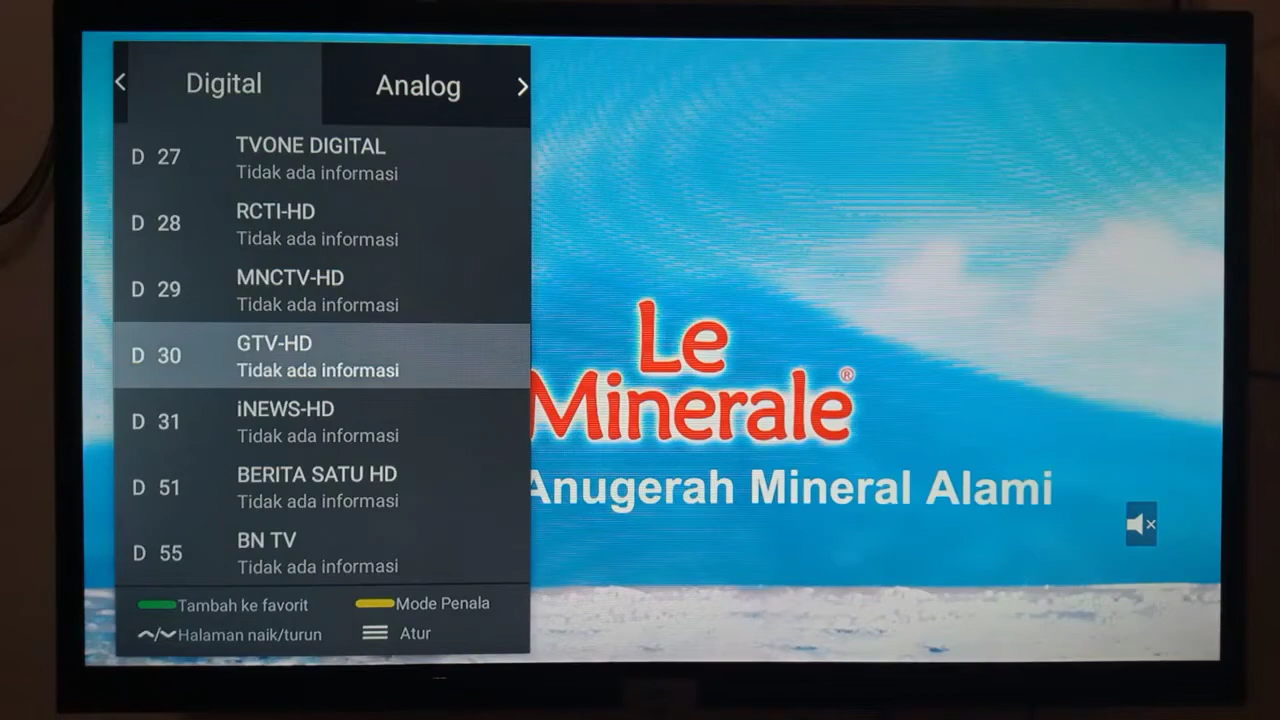 Digital
Analog
D 27
TVONE DIGITAL
Tidak ada informasi
D 28
RCTI-HD
Tidak ada informasi
D 29
MNCTV-HD
Tidak ada informasi
D 30
GTV-HD
Tidak ada informasi
D 31
iNEWS-HD
Tidak ada informasi
D 51
BERITA SATU HD
Tidak ada informasi
D 55
BN TV
Tidak ada informasi
Tambah ke favorit
Mode Penala
Halaman naik/turun
Atur
Le
Minerale®
Anugerah Mineral Alami